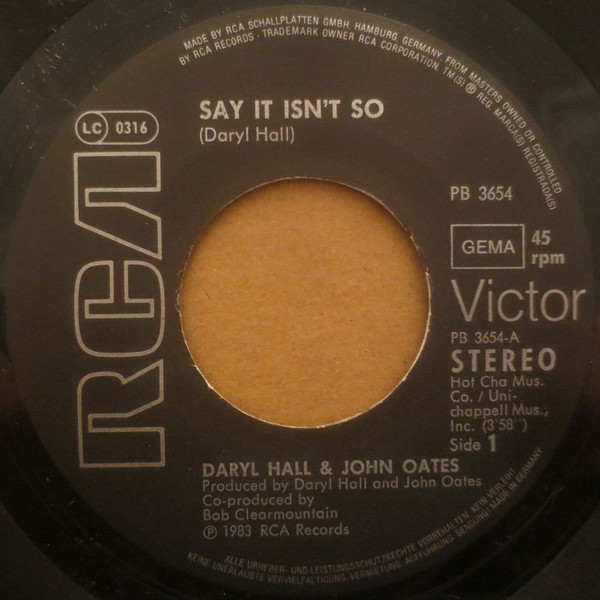 MADE BY RCA SCHALLPLATTEN GMBH, HAMBURG, GERMANY, FROM MASTERS OWNED OR CONTROLLED
BY RCA RECORDS · TRADEMARK OWNER RCA CORPORATION. TM(S) ® REG. MARCA(S) REGISTRADA(S)
SAY IT ISN'T SO
(Daryl Hall)
LC 0316
RCA
PB 3654
GEMA
45
rpm
Victor
PB 3654-A
STEREO
Hot Cha Mus.
Co. / Uni-
chappell Mus.,
Inc. (3'58'')
Side 1
DARYL HALL & JOHN OATES
Produced by Daryl Hall and John Oates
Co-produced by
Bob Clearmountain
℗ 1983 RCA Records
ALLE URHEBER- UND LEISTUNGSSCHUTZRECHTE VORBEHALTEN. KEIN VERLEIH!
KEINE UNERLAUBTE VERVIELFÄLTIGUNG, VERMIETUNG, AUFFÜHRUNG, SENDUNG! MADE IN GERMANY